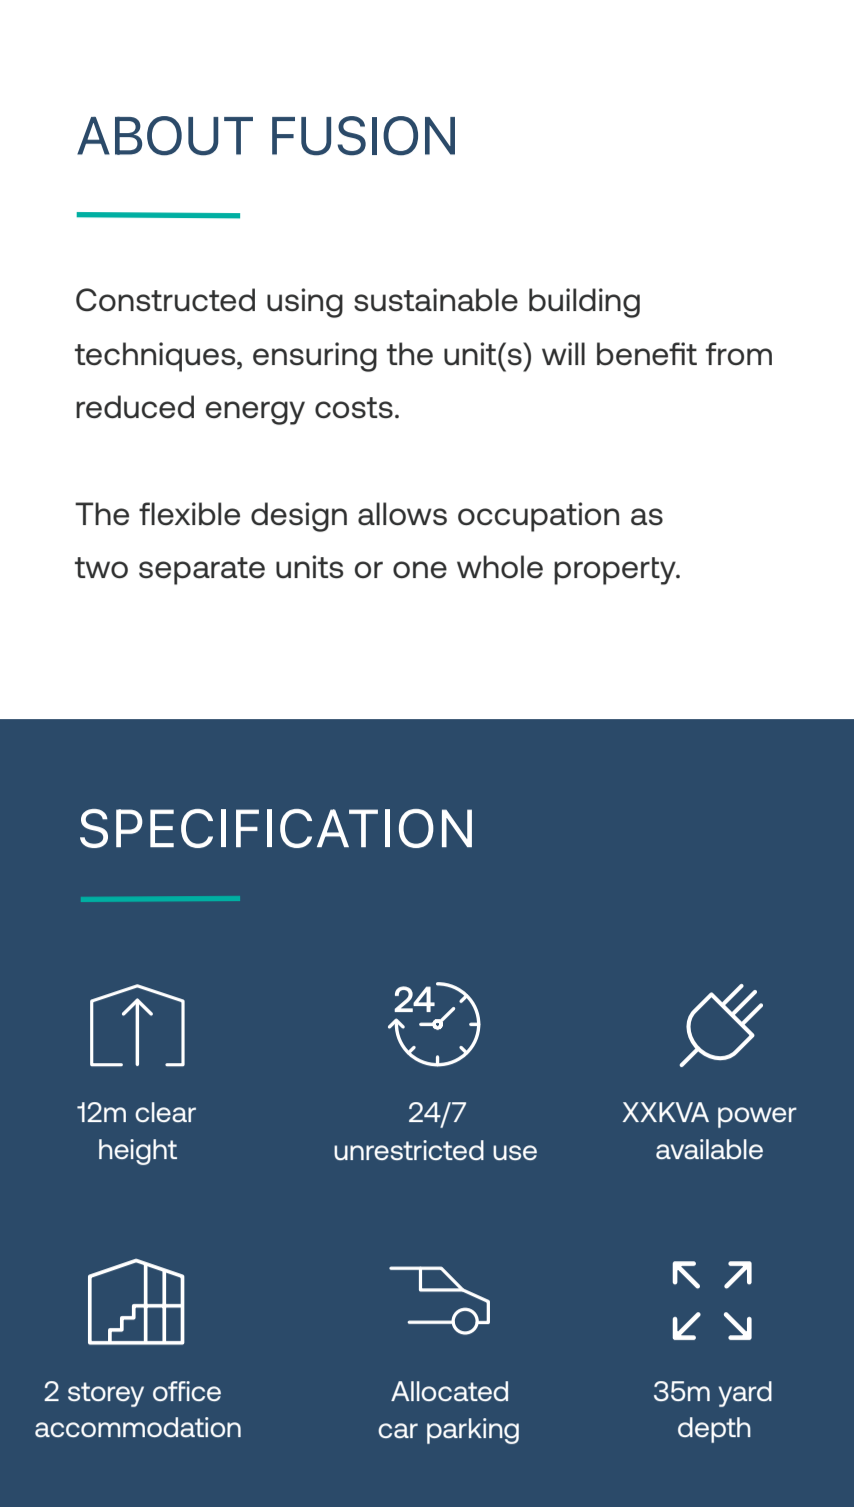 ABOUT FUSION
Constructed using sustainable building
techniques, ensuring the unit(s) will benefit from
reduced energy costs.
The flexible design allows occupation as
two separate units or one whole property.
SPECIFICATION
24
12m clear
height
24/7
unrestricted use
XXKVA power
available
2 storey office
accommodation
Allocated
car parking
35m yard
depth